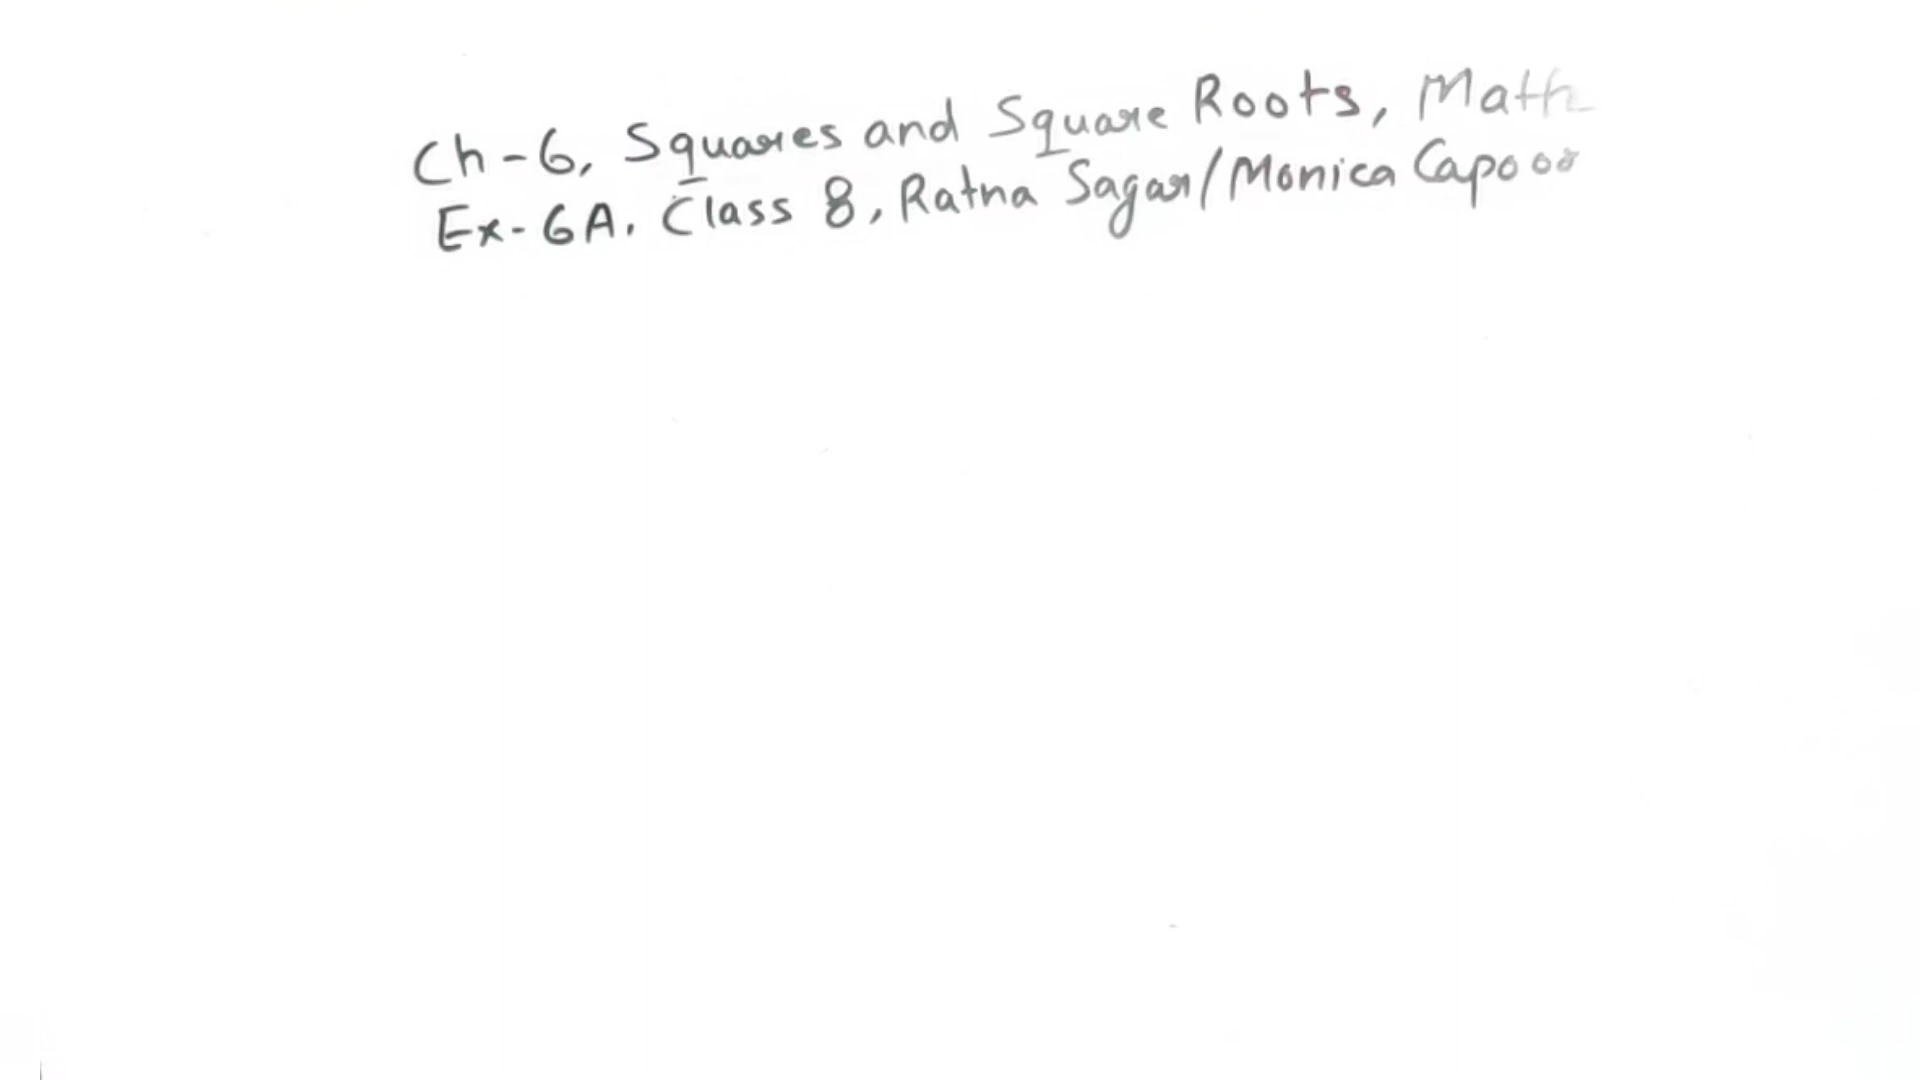 Ch-6, Squares and Square Roots, Math
Ex-6A. Class 8, Ratna Sagar/Monica Capoor